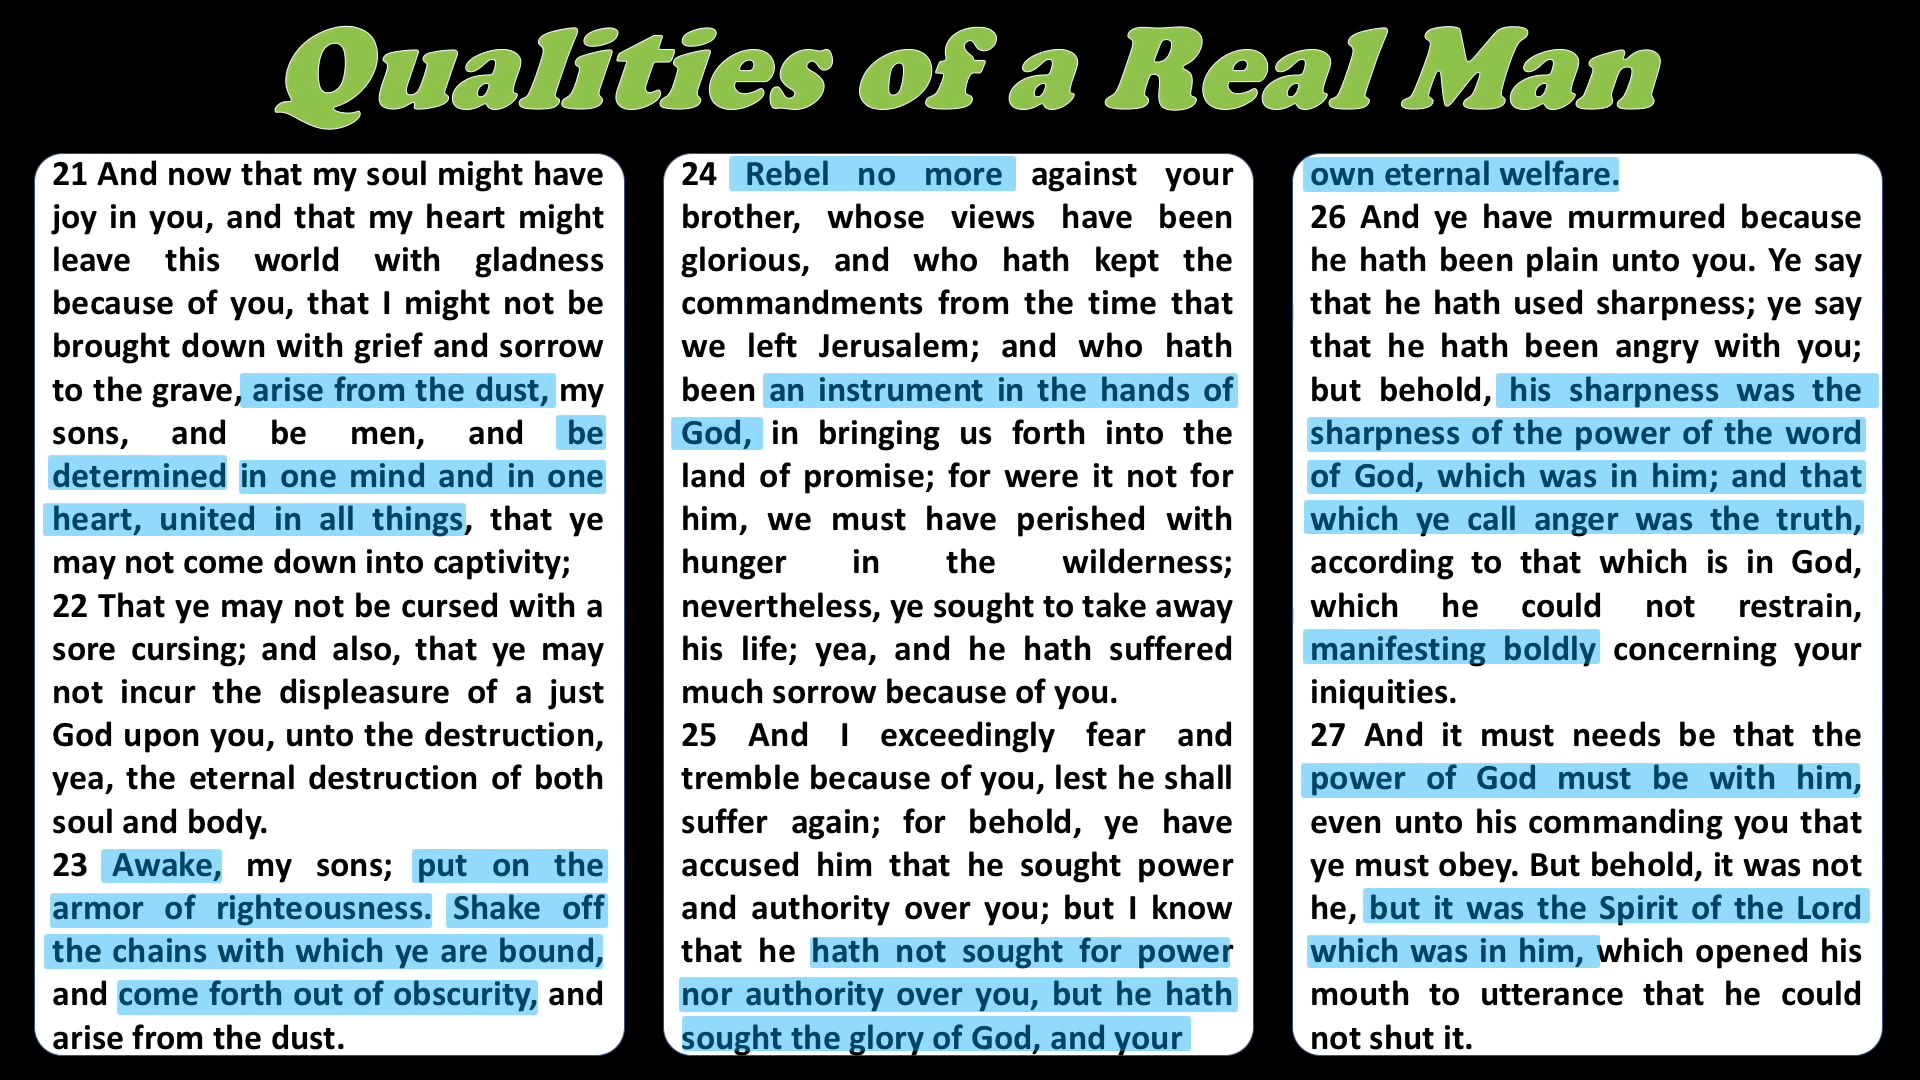 Qualities of a Real Man
21 And now that my soul might have
joy in you, and that my heart might
leave this world with gladness
because of you, that I might not be
brought down with grief and sorrow
to the grave, arise from the dust, my
sons, and be men, and be
determined in one mind and in one
heart, united in all things, that ye
may not come down into captivity;
22 That ye may not be cursed with a
sore cursing; and also, that ye may
not incur the displeasure of a just
God upon you, unto the destruction,
yea, the eternal destruction of both
soul and body.
23 Awake, my sons; put on the
armor of righteousness. Shake off
the chains with which ye are bound,
and come forth out of obscurity, and
arise from the dust.
24 Rebel no more against your
brother, whose views have been
glorious, and who hath kept the
commandments from the time that
we left Jerusalem; and who hath
been an instrument in the hands of
God, in bringing us forth into the
land of promise; for were it not for
him, we must have perished with
hunger in the wilderness;
nevertheless, ye sought to take away
his life; yea, and he hath suffered
much sorrow because of you.
25 And I exceedingly fear and
tremble because of you, lest he shall
suffer again; for behold, ye have
accused him that he sought power
and authority over you; but I know
that he hath not sought for power
nor authority over you, but he hath
sought the glory of God, and your
own eternal welfare.
26 And ye have murmured because
he hath been plain unto you. Ye say
that he hath used sharpness; ye say
that he hath been angry with you;
but behold, his sharpness was the
sharpness of the power of the word
of God, which was in him; and that
which ye call anger was the truth,
according to that which is in God,
which he could not restrain,
manifesting boldly concerning your
iniquities.
27 And it must needs be that the
power of God must be with him,
even unto his commanding you that
ye must obey. But behold, it was not
he, but it was the Spirit of the Lord
which was in him, which opened his
mouth to utterance that he could
not shut it.